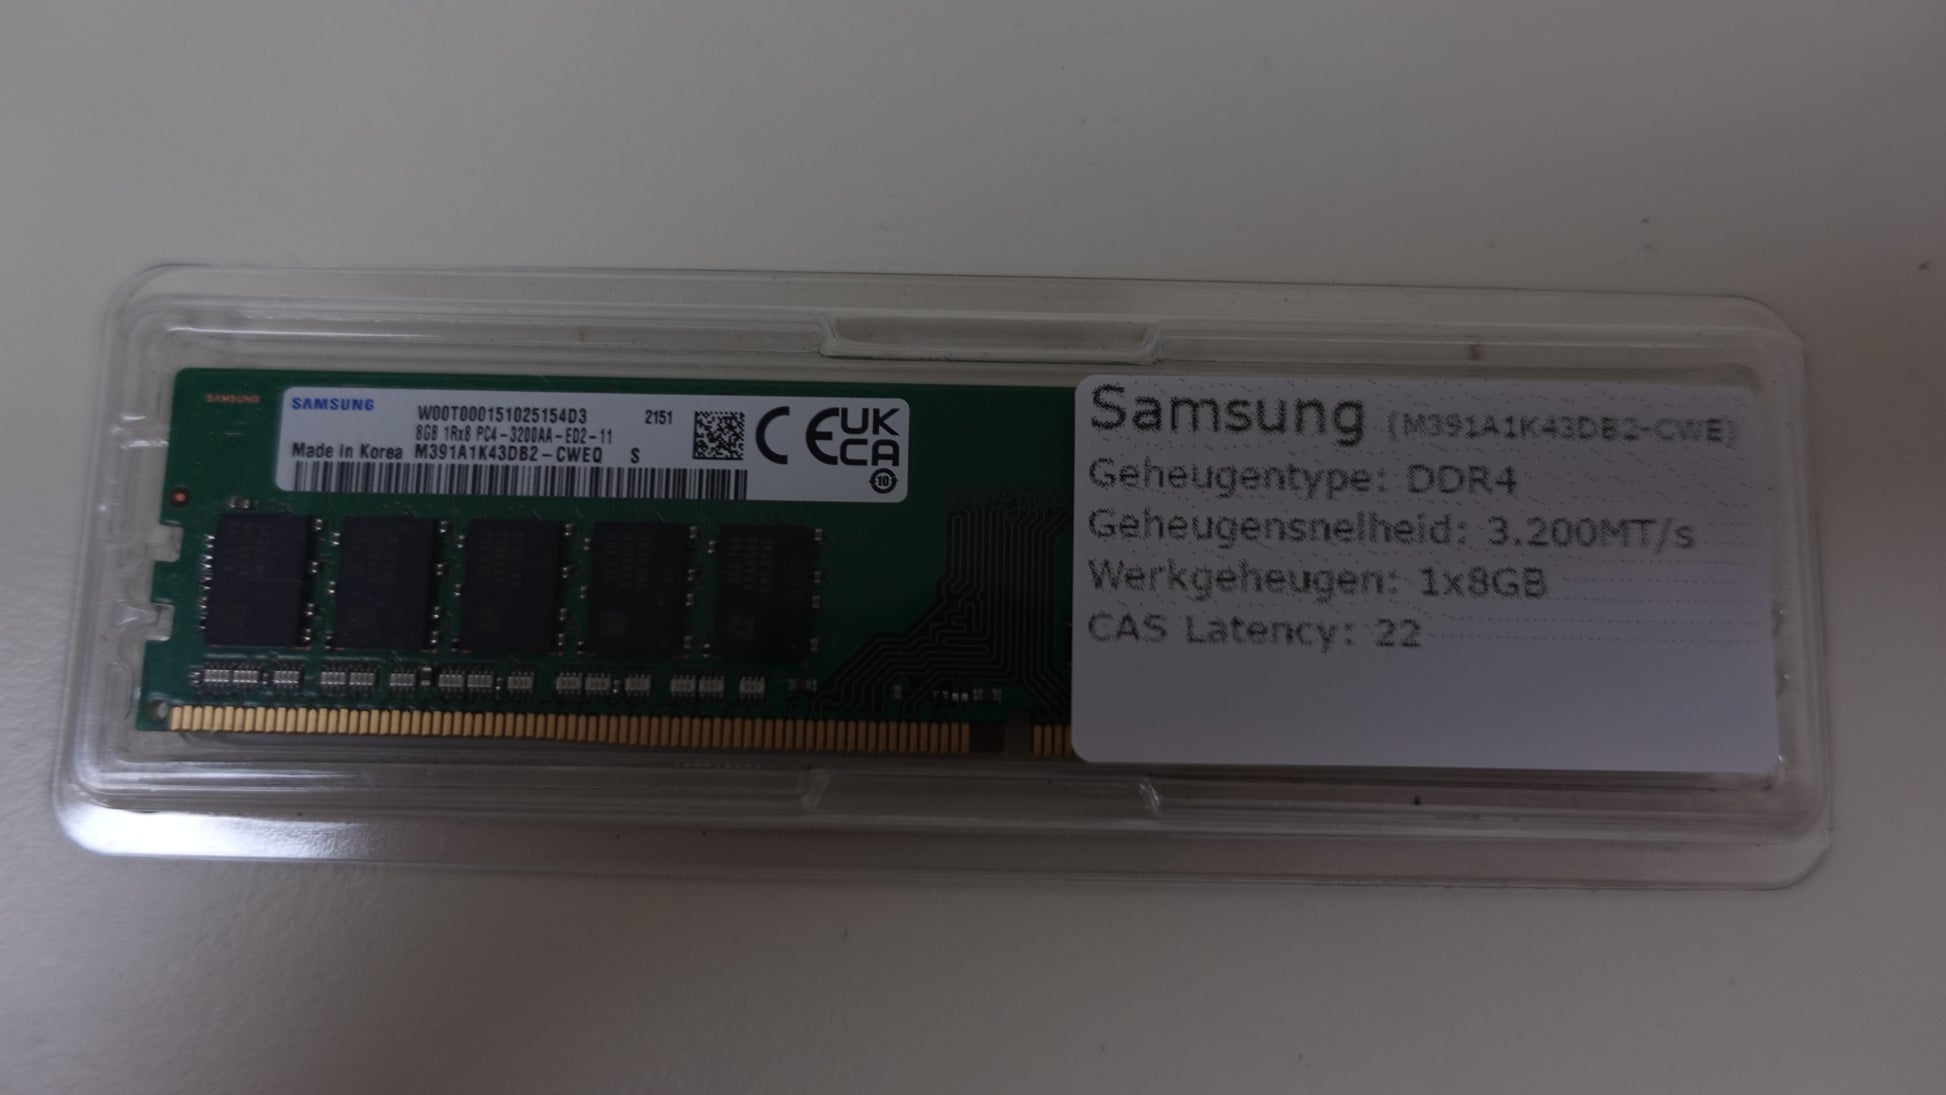 SAMSUNG
SAMSUNG
W00T000151025154D3
2151
8GB 1Rx8 PC4-3200AA-ED2-11
Made in Korea M391A1K43DB2-CWEQ S
CE
UK
CA
10
Samsung (M391A1K43DB2-CWE)
Geheugentype: DDR4
Geheugensnelheid: 3.200MT/s
Werkgeheugen: 1x8GB
CAS Latency: 22